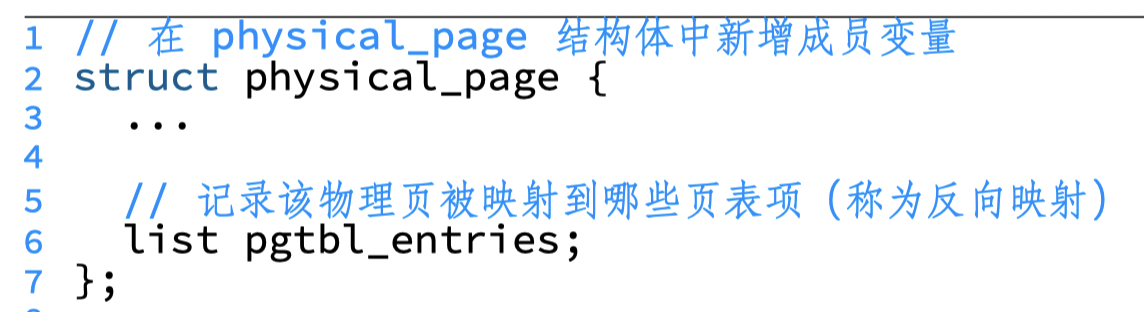 1 // 在 physical_page 结构体中新增成员变量
2 struct physical_page {
3 ...
4
5 // 记录该物理页被映射到哪些页表项（称为反向映射）
6 list pgtbl_entries;
7 };